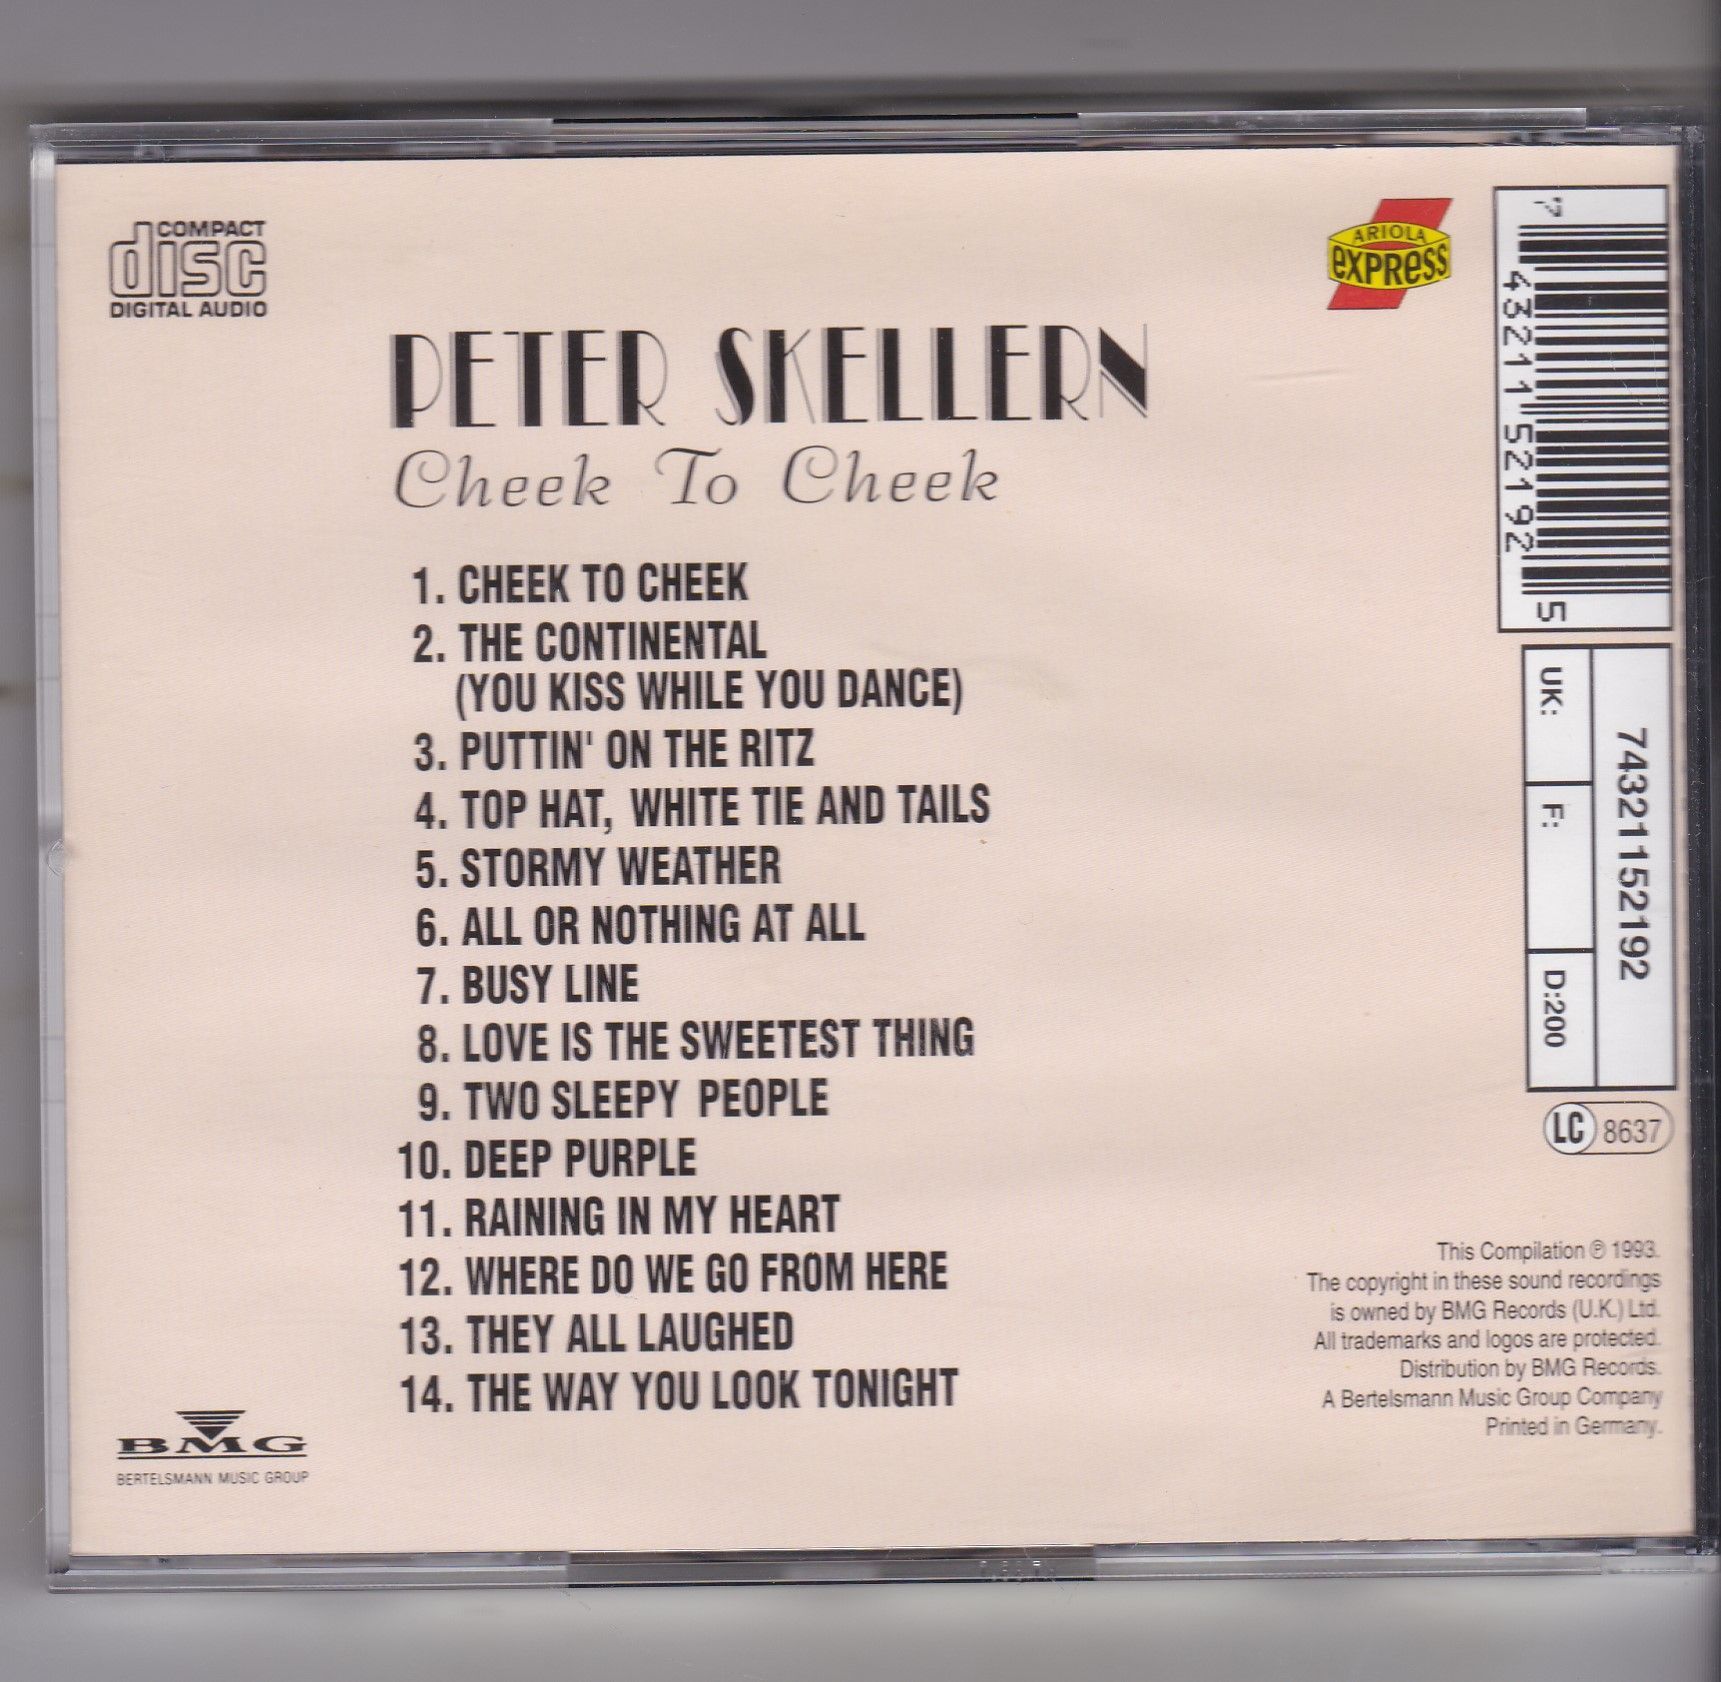 COMPACT
disc
DIGITAL AUDIO
ARIOLA
express
PETER SKELLERN
Cheek To Cheek
1. CHEEK TO CHEEK
2. THE CONTINENTAL
(YOU KISS WHILE YOU DANCE)
3. PUTTIN' ON THE RITZ
4. TOP HAT, WHITE TIE AND TAILS
5. STORMY WEATHER
6. ALL OR NOTHING AT ALL
7. BUSY LINE
8. LOVE IS THE SWEETEST THING
9. TWO SLEEPY PEOPLE
10. DEEP PURPLE
11. RAINING IN MY HEART
12. WHERE DO WE GO FROM HERE
13. THEY ALL LAUGHED
14. THE WAY YOU LOOK TONIGHT
7 43211 52192 5
74321152192
UK:
F:
D:200
LC 8637
This Compilation ℗ 1993.
The copyright in these sound recordings
is owned by BMG Records (U.K.) Ltd.
All trademarks and logos are protected.
Distribution by BMG Records.
A Bertelsmann Music Group Company
Printed in Germany.
BMG
BERTELSMANN MUSIC GROUP